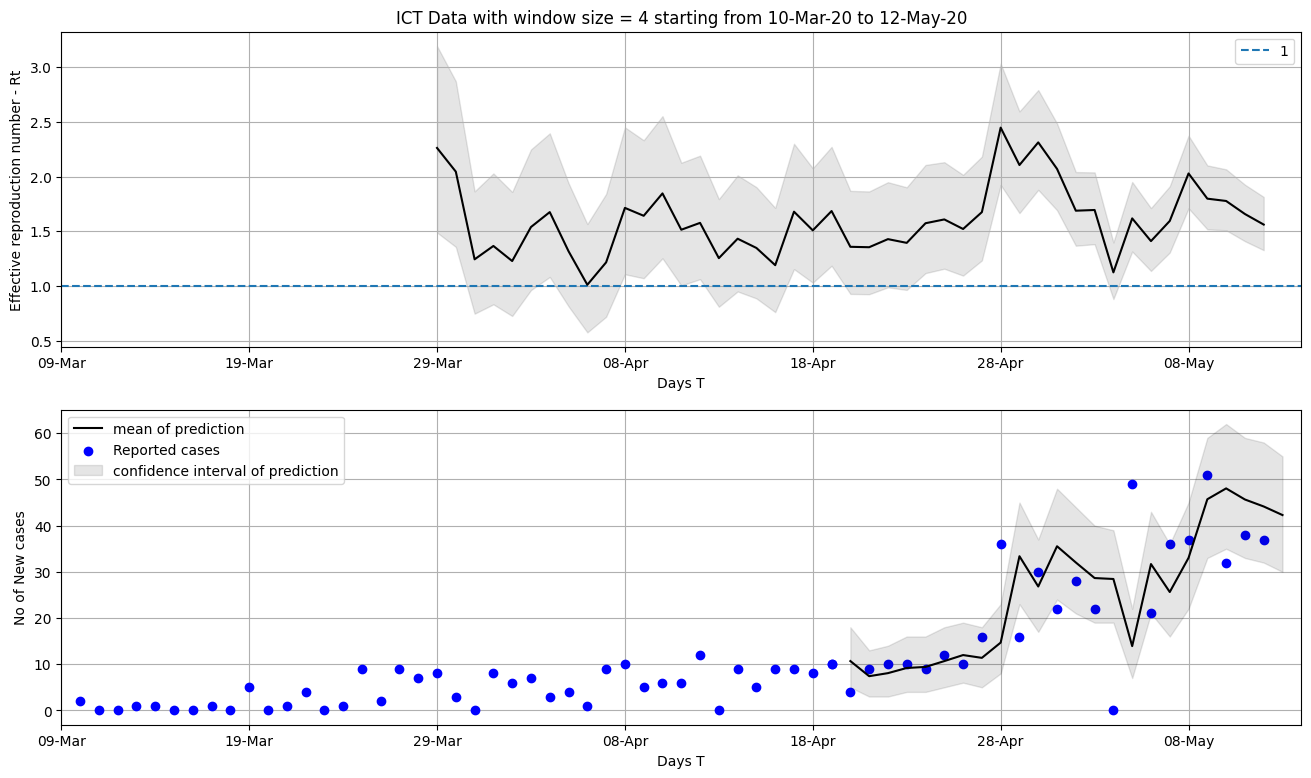 ICT Data with window size = 4 starting from 10-Mar-20 to 12-May-20
1
Effective reproduction number - Rt
3.0
2.5
2.0
1.5
1.0
0.5
09-Mar 19-Mar 29-Mar 08-Apr 18-Apr 28-Apr 08-May
Days T
mean of prediction
Reported cases
confidence interval of prediction
No of New cases
60
50
40
30
20
10
0
09-Mar 19-Mar 29-Mar 08-Apr 18-Apr 28-Apr 08-May
Days T